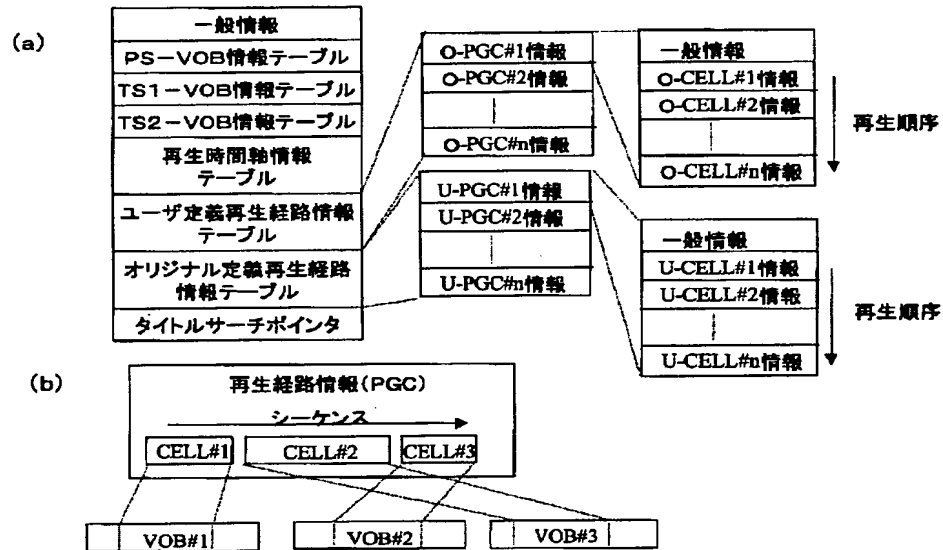 (a)
一般情報
PS-VOB情報テーブル
TS1-VOB情報テーブル
TS2-VOB情報テーブル
再生時間軸情報
テーブル
ユーザ定義再生経路情報
テーブル
オリジナル定義再生経路
情報テーブル
タイトルサーチポインタ
O-PGC#1情報
O-PGC#2情報
O-PGC#n情報
U-PGC#1情報
U-PGC#2情報
U-PGC#n情報
一般情報
O-CELL#1情報
O-CELL#2情報
O-CELL#n情報
再生順序
一般情報
U-CELL#1情報
U-CELL#2情報
U-CELL#n情報
再生順序
(b)
再生経路情報(PGC)
シーケンス
CELL#1
CELL#2
CELL#3
VOB#1
VOB#2
VOB#3